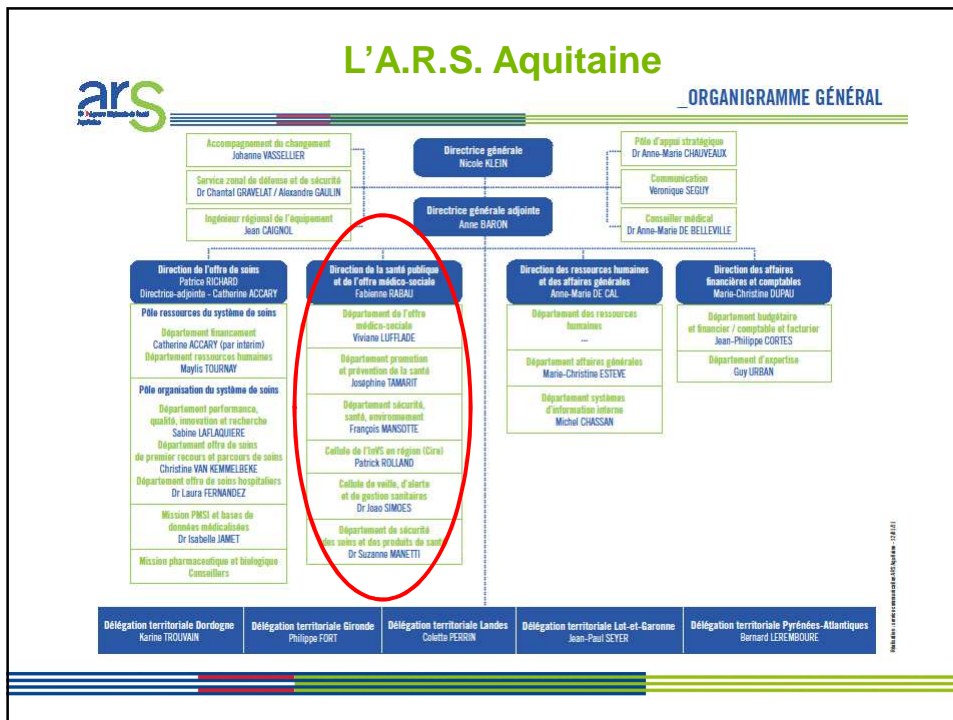 L'A.R.S. Aquitaine
ars
Aquitaine
_ORGANIGRAMME GÉNÉRAL
Accompagnement du changement
Johanne VASSELLIER
Service zonal de défense et de sécurité
Dr Chantal GRAVELAT / Alexandre GAULIN
Ingénieur régional de l'équipement
Jean CAIGNOL
Directrice générale
Nicole KLEIN
Directrice générale adjointe
Anne BARON
Pôle d'appui stratégique
Dr Anne-Marie CHAUVEAUX
Communication
Véronique SEGUY
Conseiller médical
Dr Anne-Marie DE BELLEVILLE
Direction de l'offre de soins
Patrice RICHARD
Directrice-adjointe - Catherine ACCARY
Pôle ressources du système de soins
Département financement
Catherine ACCARY (par intérim)
Département ressources humaines
Maylis TOURNAY
Pôle organisation du système de soins
Département performance,
qualité, innovation et recherche
Sabine LAFLAQUIERE
Département offre de soins
de premier recours et parcours de soins
Christine VAN KEMMELBEKE
Département offre de soins hospitaliers
Dr Laura FERNANDEZ
Mission PMSI et bases de
données médicalisées
Dr Isabelle JAMET
Mission pharmaceutique et biologique
Conseillers
Direction de la santé publique
et de l'offre médico-sociale
Fabienne RABAU
Département de l'offre
médico-sociale
Viviane LUFFLADE
Département promotion
et prévention de la santé
Joséphine TAMARIT
Département sécurité,
santé, environnement
François MANSOTTE
Cellule de l'InVS en région (Cire)
Patrick ROLLAND
Cellule de veille, d'alerte
et de gestion sanitaires
Dr Joao SIMOES
Département de sécurité
des soins et des produits de santé
Dr Suzanne MANETTI
Direction des ressources humaines
et des affaires générales
Anne-Marie DE CAL
Département des ressources
humaines
...
Département affaires générales
Marie-Christine ESTEVE
Département systèmes
d'information interne
Michel CHASSAN
Direction des affaires
financières et comptables
Marie-Christine DUPAU
Département budgétaire
et financier / comptable et facturier
Jean-Philippe CORTES
Département d'expertise
Guy URBAN
Délégation territoriale Dordogne
Karine TROUVAIN
Délégation territoriale Gironde
Philippe FORT
Délégation territoriale Landes
Colette PERRIN
Délégation territoriale Lot-et-Garonne
Jean-Paul SEYER
Délégation territoriale Pyrénées-Atlantiques
Bernard LEREMBOURE